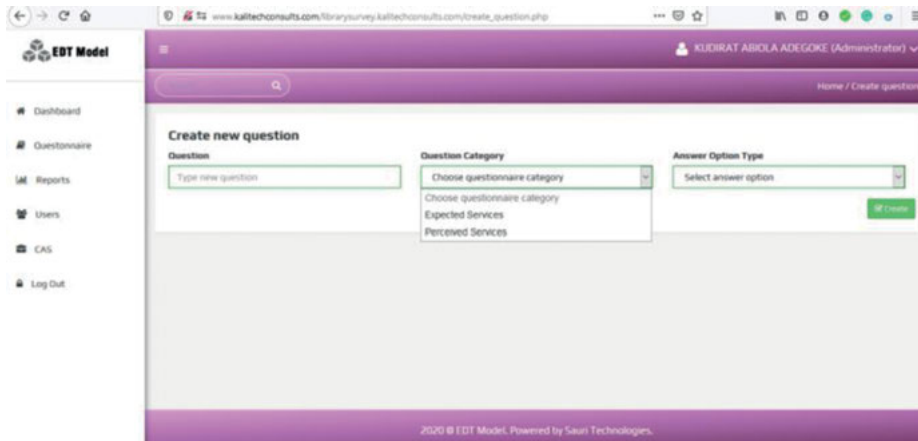 www.kalitechconsults.com/librarysurvey.kalitechconsults.com/create_question.php
EDT Model
KUDIRAT ABIOLA ADEGOKE (Administrator)
Home / Create question
Dashboard
Questonnaire
Reports
Users
CAS
Log Out
Create new question
Question
Question Category
Answer Option Type
Type new question
Choose questionnaire category
Select answer option
Choose questionnaire category
Expected Services
Perceived Services
Create
2020 © EDT Model. Powered by Sauri Technologies.